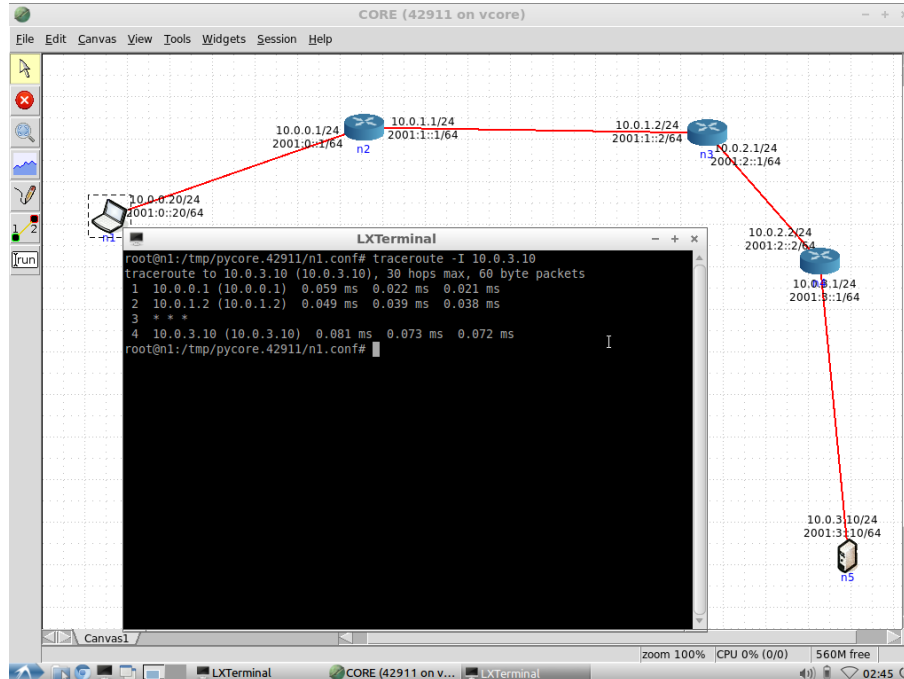 CORE (42911 on vcore)
File Edit Canvas View Tools Widgets Session Help
10.0.0.1/24
2001:0::1/64
n2
10.0.1.1/24
2001:1::1/64
10.0.1.2/24
2001:1::2/64
n3
10.0.2.1/24
2001:2::1/64
10.0.0.20/24
2001:0::20/64
n1
10.0.2.2/24
2001:2::2/64
10.0.3.1/24
2001:3::1/64
LXTerminal
root@n1:/tmp/pycore.42911/n1.conf# traceroute -I 10.0.3.10
traceroute to 10.0.3.10 (10.0.3.10), 30 hops max, 60 byte packets
1 10.0.0.1 (10.0.0.1) 0.059 ms 0.022 ms 0.021 ms
2 10.0.1.2 (10.0.1.2) 0.049 ms 0.039 ms 0.038 ms
3 * * *
4 10.0.3.10 (10.0.3.10) 0.081 ms 0.073 ms 0.072 ms
root@n1:/tmp/pycore.42911/n1.conf#
1 2
run
10.0.3.10/24
2001:3::10/64
n5
Canvas1
zoom 100% CPU 0% (0/0) 560M free
LXTerminal CORE (42911 on v... LXTerminal 02:45